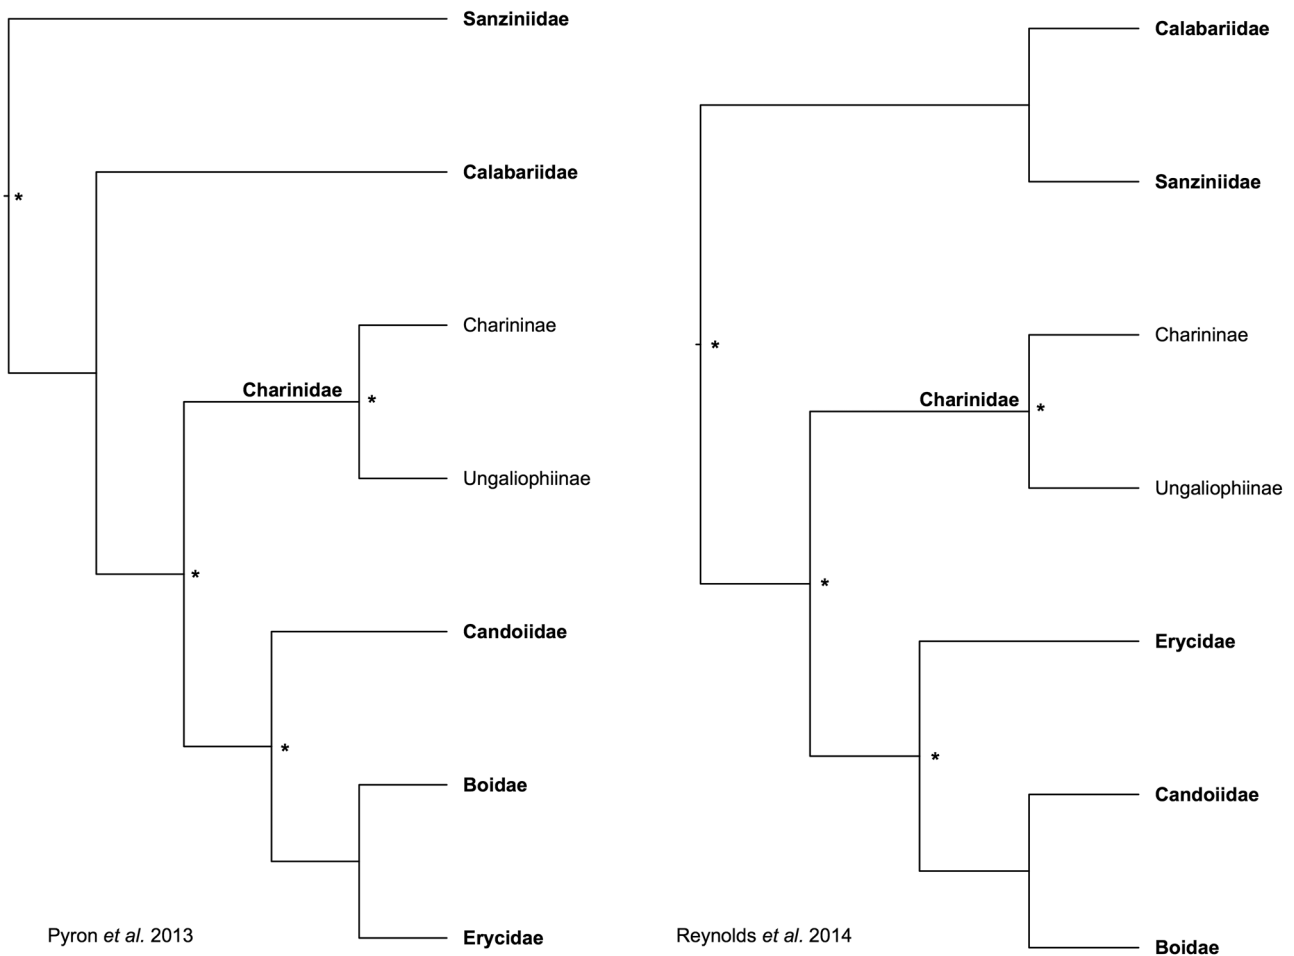 Sanziniidae
Calabariidae
*
Charininae
Charinidae
*
Ungaliophiinae
*
Candoiidae
*
Boidae
Erycidae
Pyron et al. 2013
Calabariidae
Sanziniidae
*
Charininae
Charinidae
*
Ungaliophiinae
*
Erycidae
*
Candoiidae
Boidae
Reynolds et al. 2014